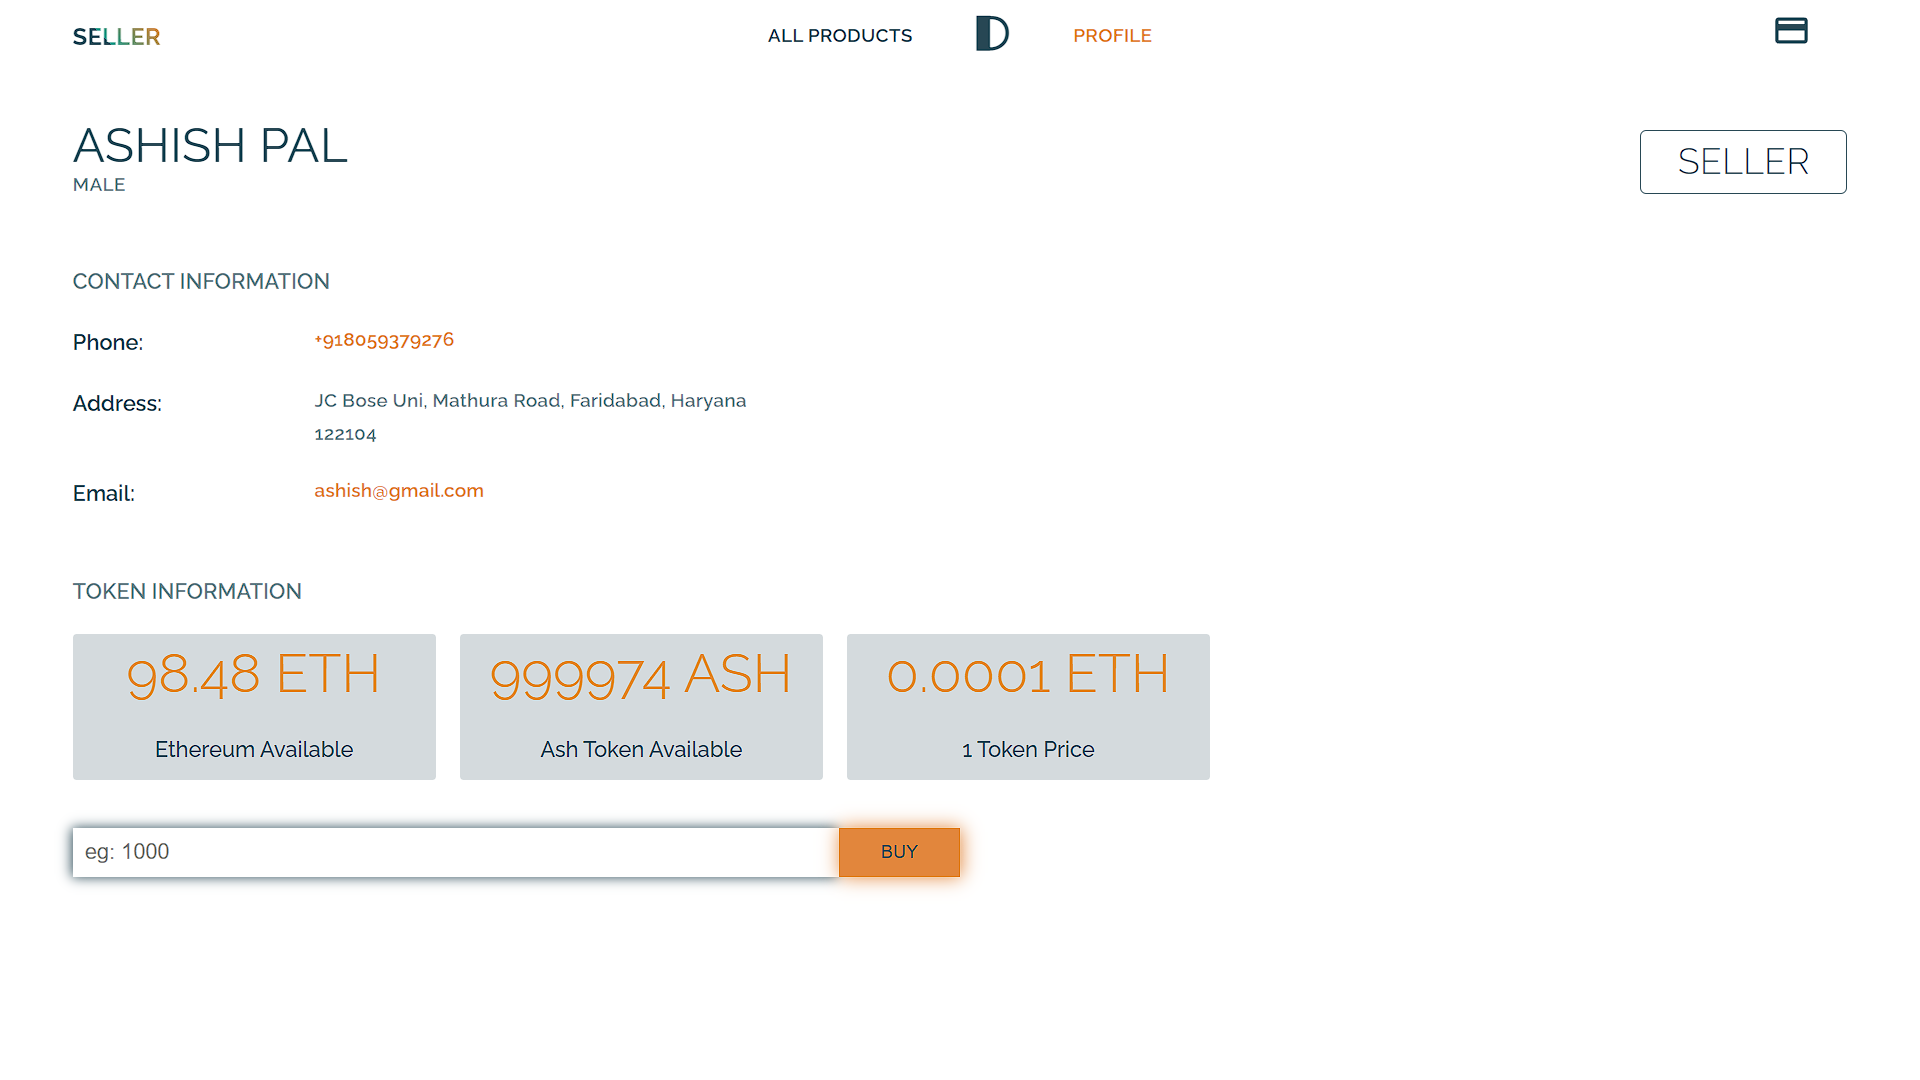 SELLER
ALL PRODUCTS
PROFILE
ASHISH PAL
MALE
SELLER
CONTACT INFORMATION
Phone:
+918059379276
Address:
JC Bose Uni, Mathura Road, Faridabad, Haryana
122104
Email:
ashish@gmail.com
TOKEN INFORMATION
98.48 ETH
Ethereum Available
999974 ASH
Ash Token Available
0.0001 ETH
1 Token Price
eg: 1000
BUY